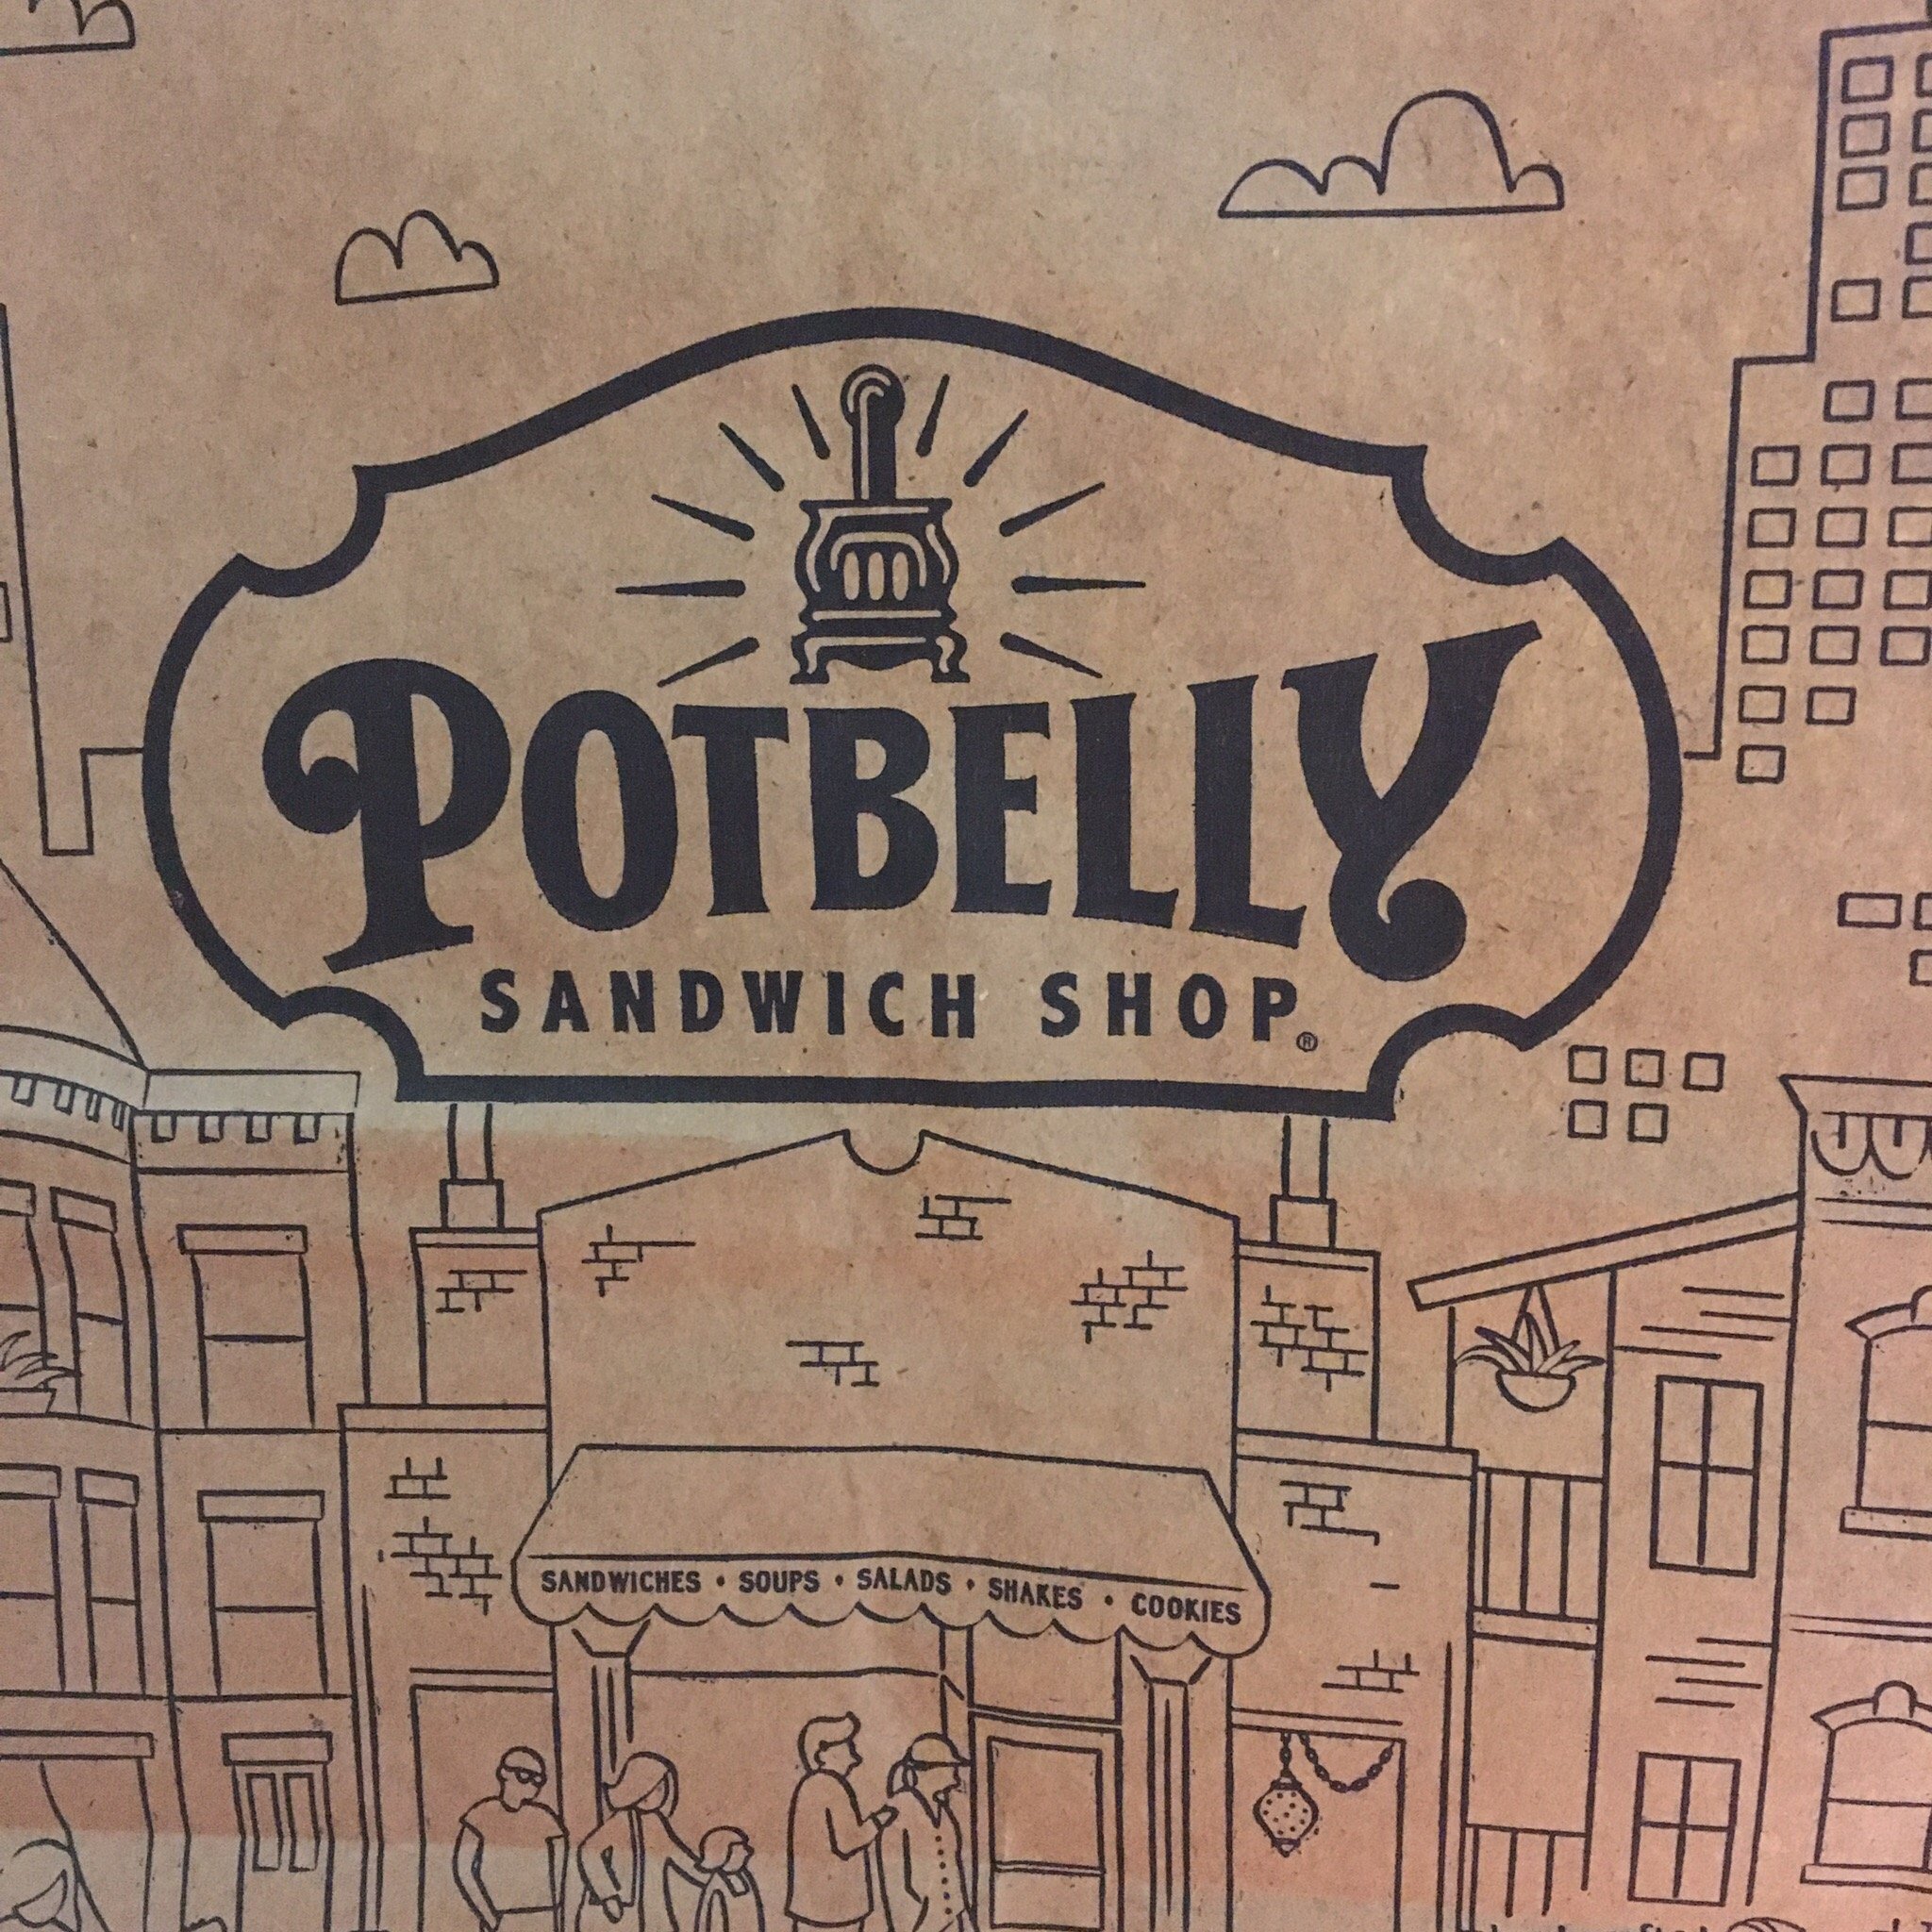 POTBELLY
SANDWICH SHOP®
SANDWICHES • SOUPS • SALADS • SHAKES • COOKIES